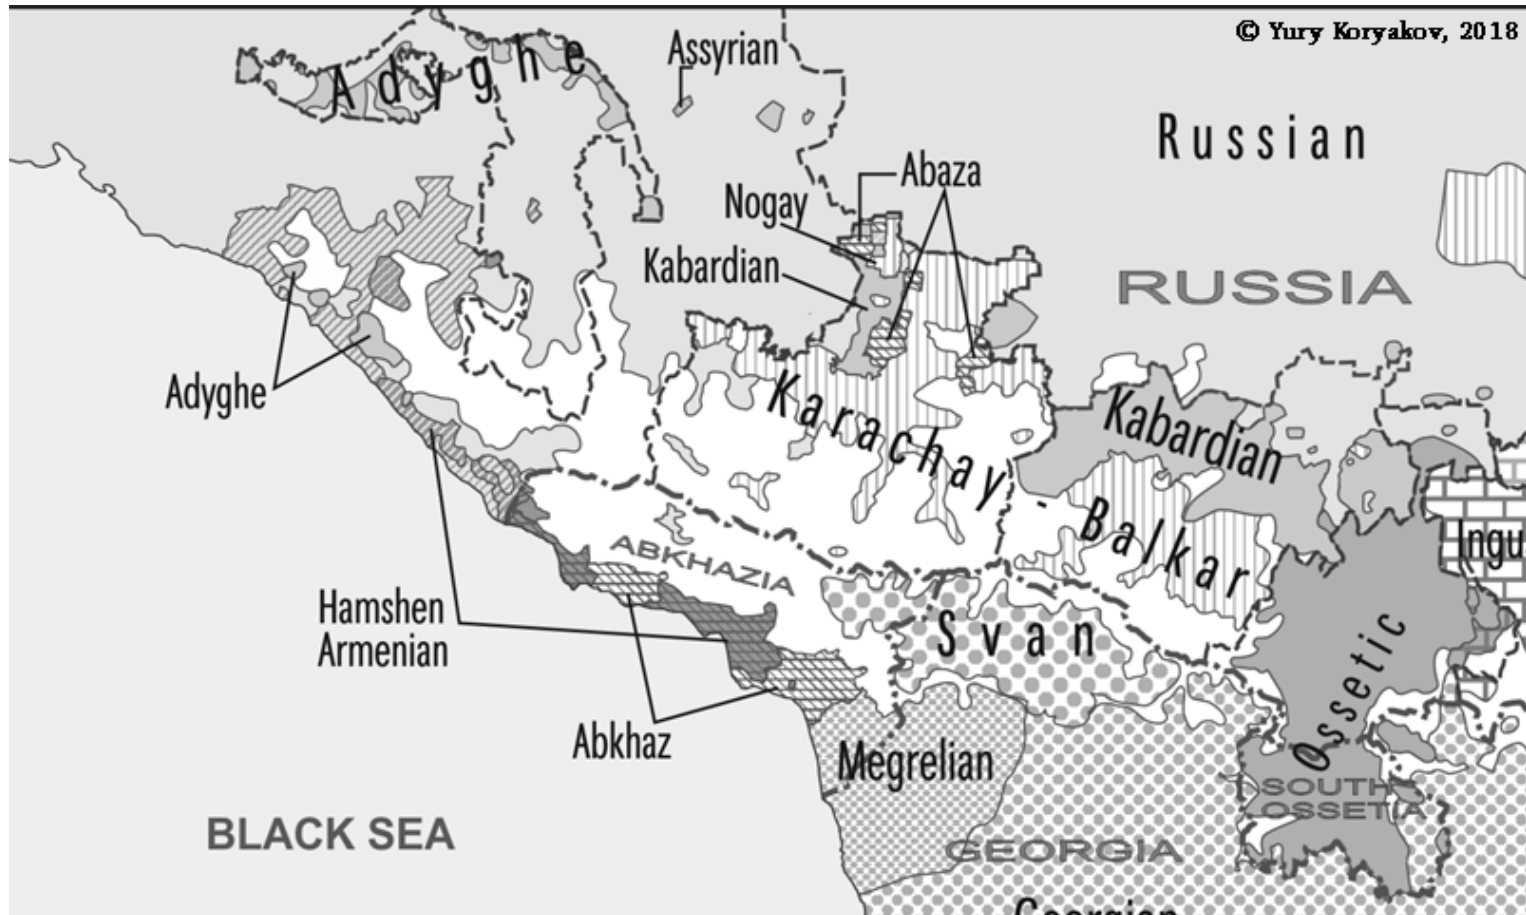 © Yury Koryakov, 2018
Adyghe
Assyrian
Russian
Abaza
Nogay
Kabardian
RUSSIA
Adyghe
Karachay - Balkar
Kabardian
Ingu
ABKHAZIA
Hamshen
Armenian
Svan
Ossetic
Abkhaz
Megrelian
SOUTH
OSSETIA
BLACK SEA
GEORGIA
Georgian